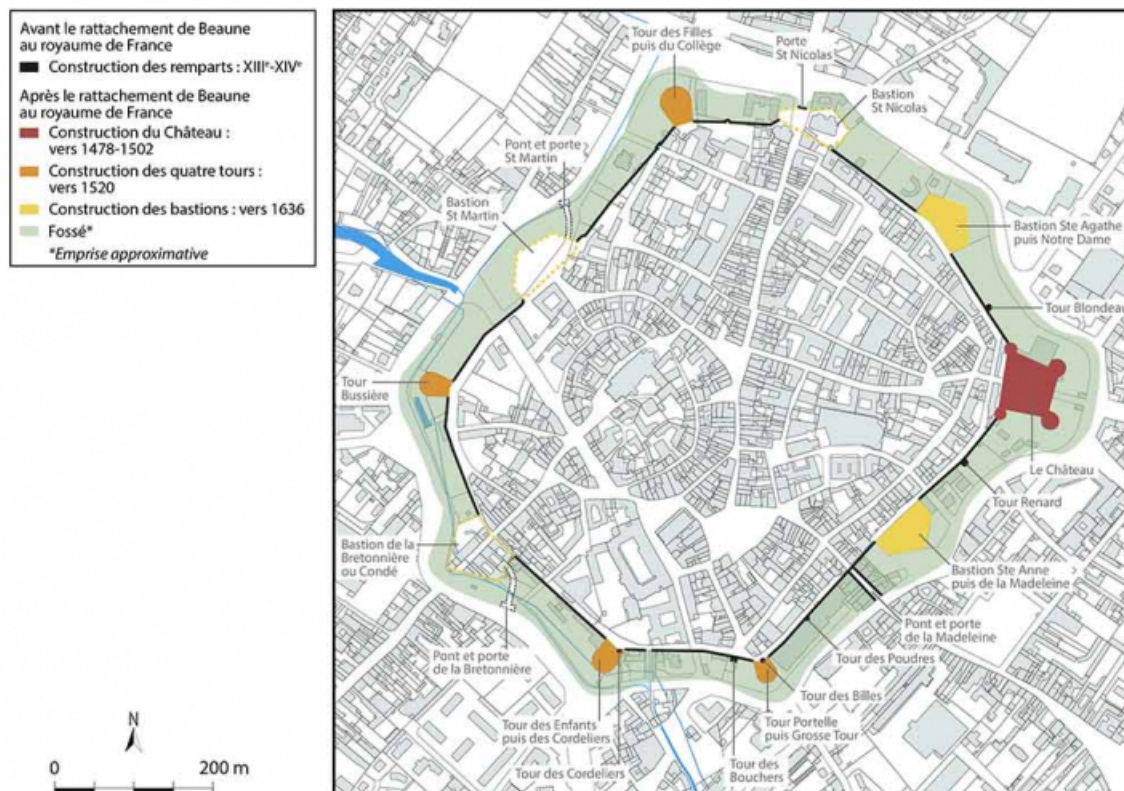 Avant le rattachement de Beaune
au royaume de France
Construction des remparts : XIIIᵉ-XIVᵉ
Après le rattachement de Beaune
au royaume de France
Construction du Château :
vers 1478-1502
Construction des quatre tours :
vers 1520
Construction des bastions : vers 1636
Fossé*
*Emprise approximative
N
0 200 m
Tour des Filles
puis du Collège
Porte
St Nicolas
Bastion
St Nicolas
Pont et porte
St Martin
Bastion
St Martin
Bastion Ste Agathe
puis Notre Dame
Tour Blondeau
Tour
Bussière
Le Château
Tour Renard
Bastion de la
Bretonnière
ou Condé
Bastion Ste Anne
puis de la Madeleine
Pont et porte
de la Madeleine
Pont et porte
de la Bretonnière
Tour des Poudres
Tour des Billes
Tour des Enfants
puis des Cordeliers
Tour Portelle
puis Grosse Tour
Tour des Cordeliers
Tour des
Bouchers